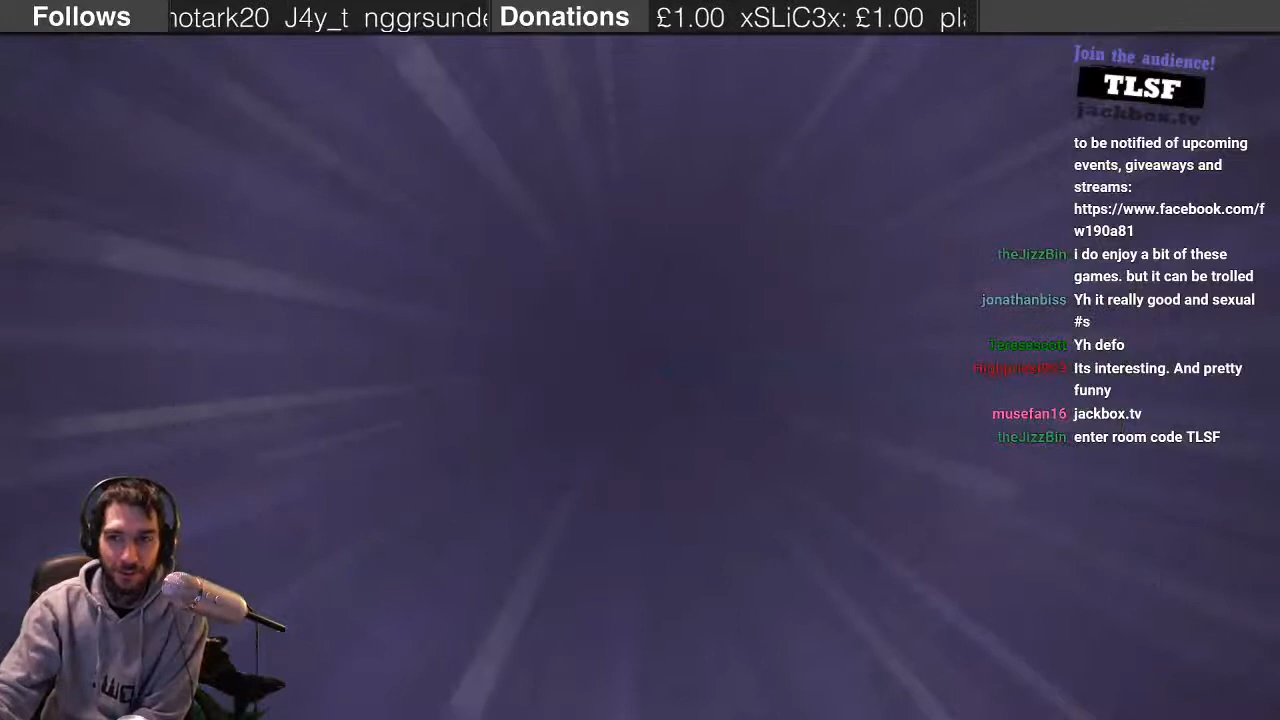 Follows
notark20 J4y_t nggrsunde
Donations
£1.00 xSLiC3x: £1.00 pla
Join the audience!
TLSF
jackbox.tv
to be notified of upcoming
events, giveaways and
streams:
https://www.facebook.com/f
w190a81
theJizzBin i do enjoy a bit of these
games. but it can be trolled
jonathanbiss Yh it really good and sexual
#s
Yh defo
Its interesting. And pretty
funny
musefan16 jackbox.tv
theJizzBin enter room code TLSF